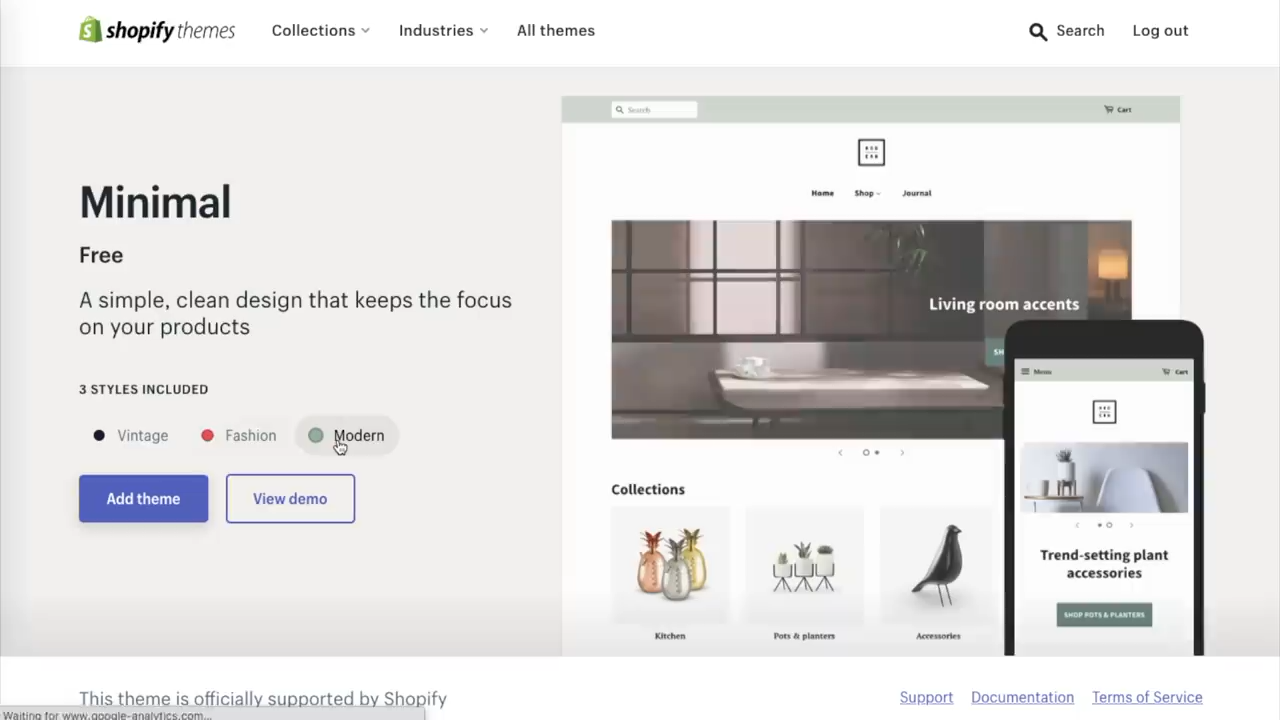 shopify themes
Collections
Industries
All themes
Search
Log out
Minimal
Free
A simple, clean design that keeps the focus
on your products
3 STYLES INCLUDED
Vintage
Fashion
Modern
Add theme
View demo
Search
Cart
Home
Shop
Journal
Living room accents
SH
Collections
Kitchen
Pots & planters
Accessories
Menu
Cart
Trend-setting plant
accessories
SHOP POTS & PLANTERS
This theme is officially supported by Shopify
Support
Documentation
Terms of Service
Waiting for www.google-analytics.com...